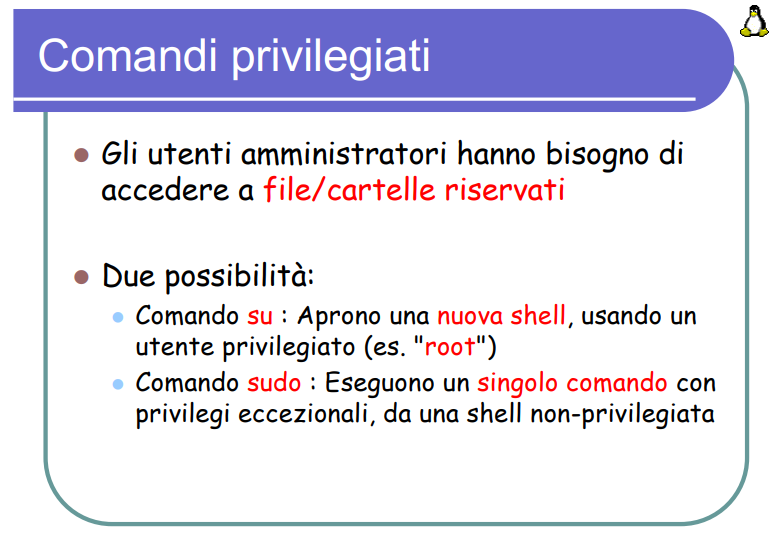 Comandi privilegiati
Gli utenti amministratori hanno bisogno di
accedere a file/cartelle riservati
Due possibilità:
Comando su : Aprono una nuova shell, usando un
utente privilegiato (es. "root")
Comando sudo : Eseguono un singolo comando con
privilegi eccezionali, da una shell non-privilegiata